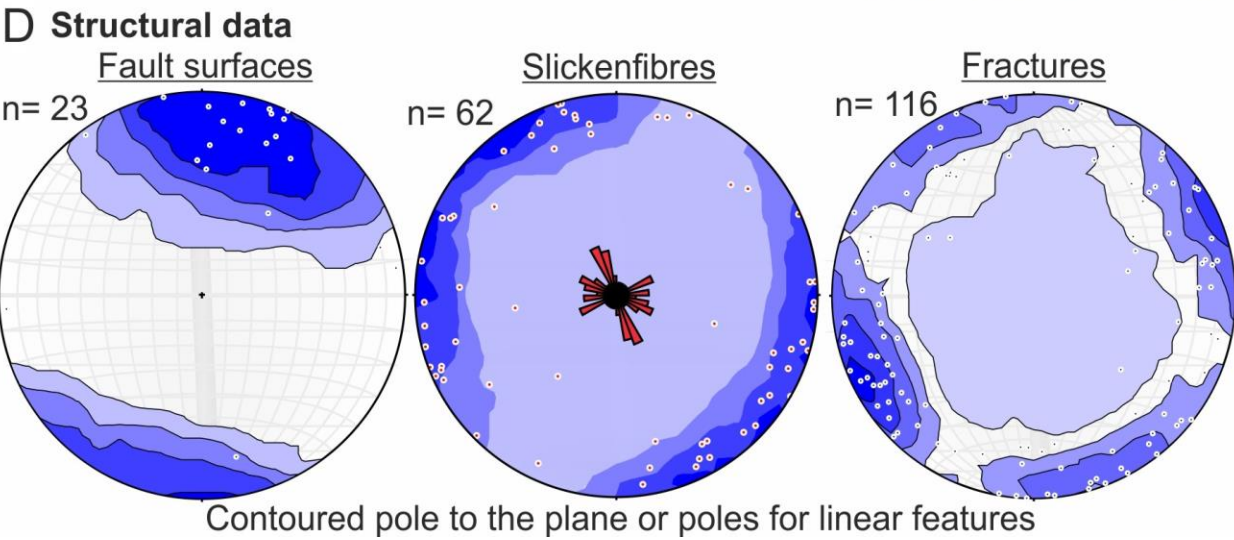 D Structural data
Fault surfaces
Slickenfibres
Fractures
n= 23
n= 62
n= 116
Contoured pole to the plane or poles for linear features